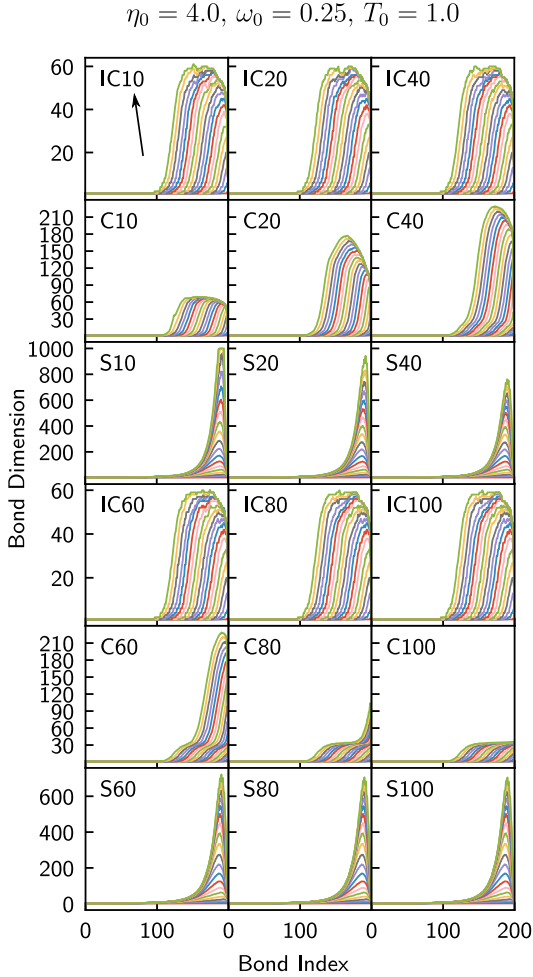 η₀ = 4.0, ω₀ = 0.25, T₀ = 1.0
60
40
20
IC10
IC20
IC40
210
180
150
120
90
60
30
C10
C20
C40
1000
800
600
400
200
S10
S20
S40
Bond Dimension
60
40
20
IC60
IC80
IC100
210
180
150
120
90
60
30
C60
C80
C100
600
400
200
0
S60
S80
S100
0 100 0 100 0 100 200
Bond Index